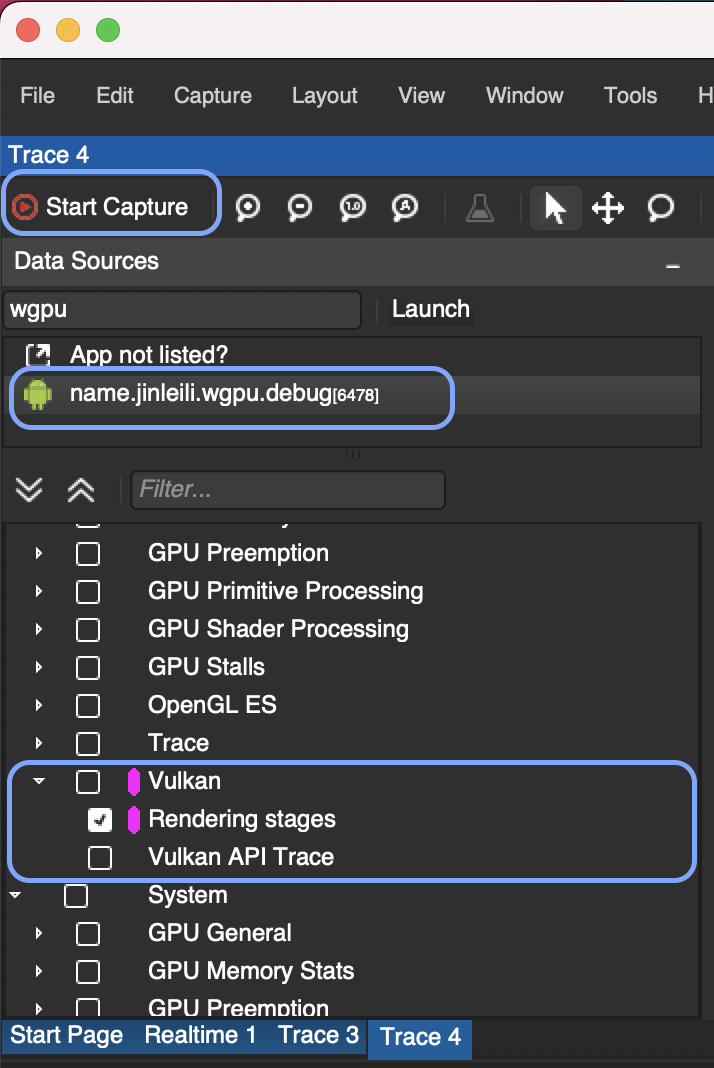 File Edit Capture Layout View Window Tools H
Trace 4
Start Capture 1.0 A
Data Sources
wgpu Launch
App not listed?
name.jinleili.wgpu.debug[6478]
Filter...
GPU Preemption
GPU Primitive Processing
GPU Shader Processing
GPU Stalls
OpenGL ES
Trace
Vulkan
Rendering stages
Vulkan API Trace
System
GPU General
GPU Memory Stats
GPU Preemption
Start Page Realtime 1 Trace 3 Trace 4